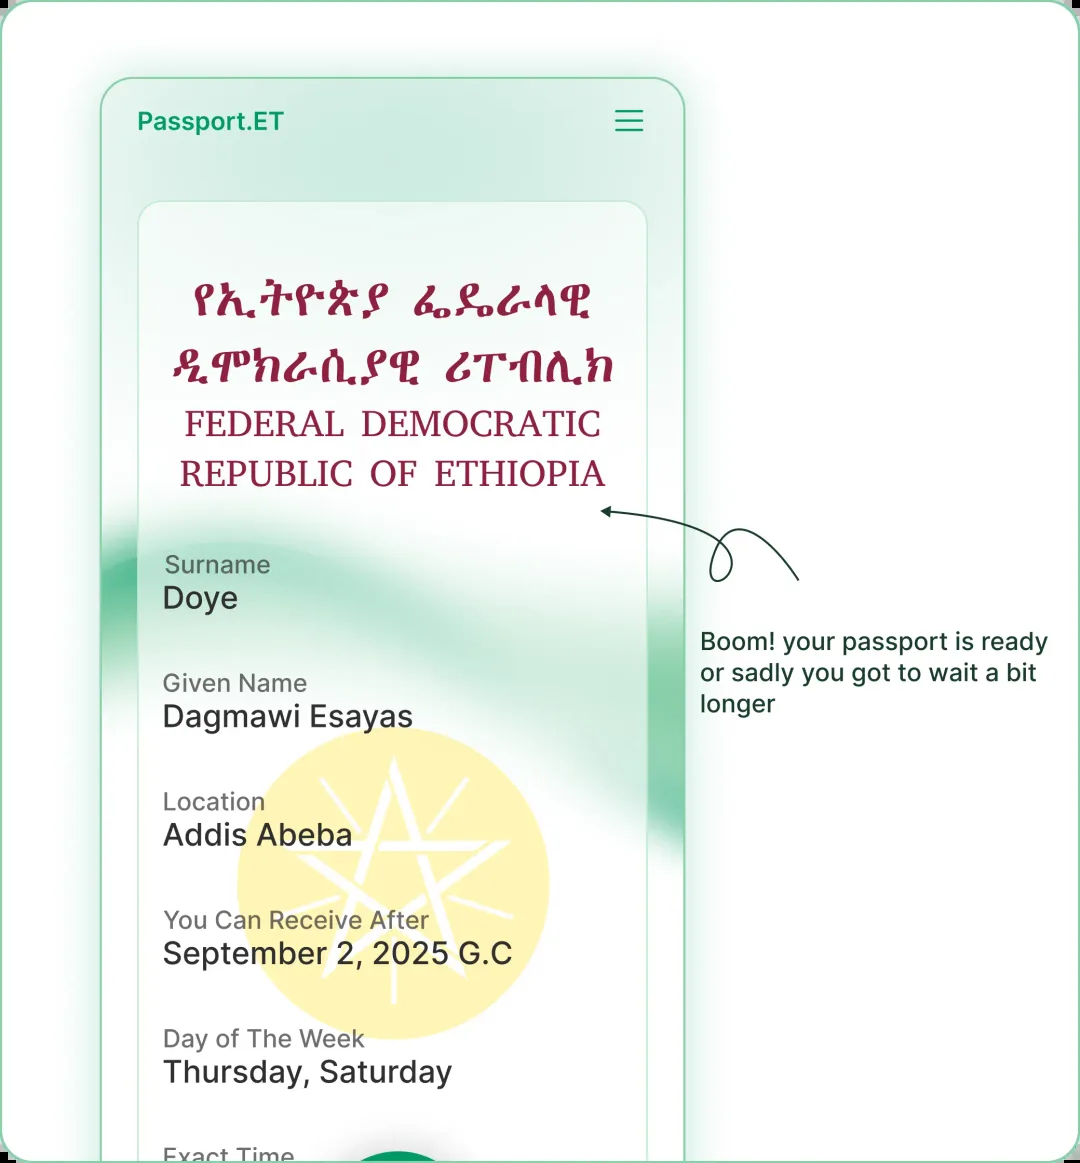 Passport.ET
የኢትዮጵያ ፌዴራላዊ
ዲሞክራሲያዊ ሪፐብሊክ
FEDERAL DEMOCRATIC
REPUBLIC OF ETHIOPIA
Surname
Doye
Given Name
Dagmawi Esayas
Location
Addis Abeba
You Can Receive After
September 2, 2025 G.C
Day of The Week
Thursday, Saturday
Exact Time
Boom! your passport is ready
or sadly you got to wait a bit
longer